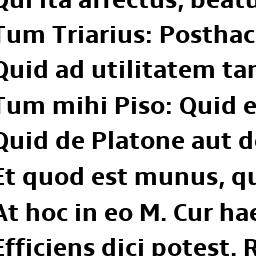 Qui ita affectus, beatu
Tum Triarius: Posthac
Quid ad utilitatem tan
Tum mihi Piso: Quid e
Quid de Platone aut de
Et quod est munus, qu
At hoc in eo M. Cur hae
Efficiens dici potest. R